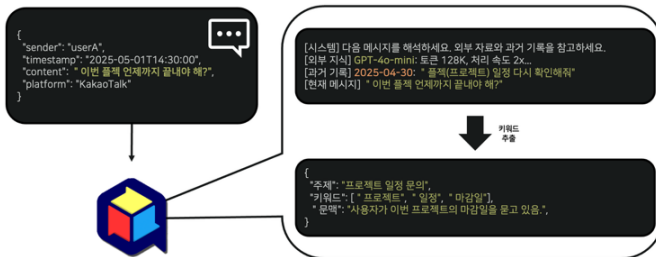 {
"sender": "userA",
"timestamp": "2025-05-01T14:30:00",
"content": " 이번 플젝 언제까지 끝내야 해?",
"platform": "KakaoTalk"
}
[시스템] 다음 메시지를 해석하세요. 외부 자료와 과거 기록을 참고하세요.
[외부 지식] GPT-4o-mini: 토큰 128K, 처리 속도 2x...
[과거 기록] 2025-04-30: " 플젝(프로젝트) 일정 다시 확인해줘"
[현재 메시지] " 이번 플젝 언제까지 끝내야 해?"
키워드
추출
{
"주제": "프로젝트 일정 문의",
"키워드": [ " 프로젝트", " 일정", " 마감일"],
" 문맥": "사용자가 이번 프로젝트의 마감일을 묻고 있음.",
}